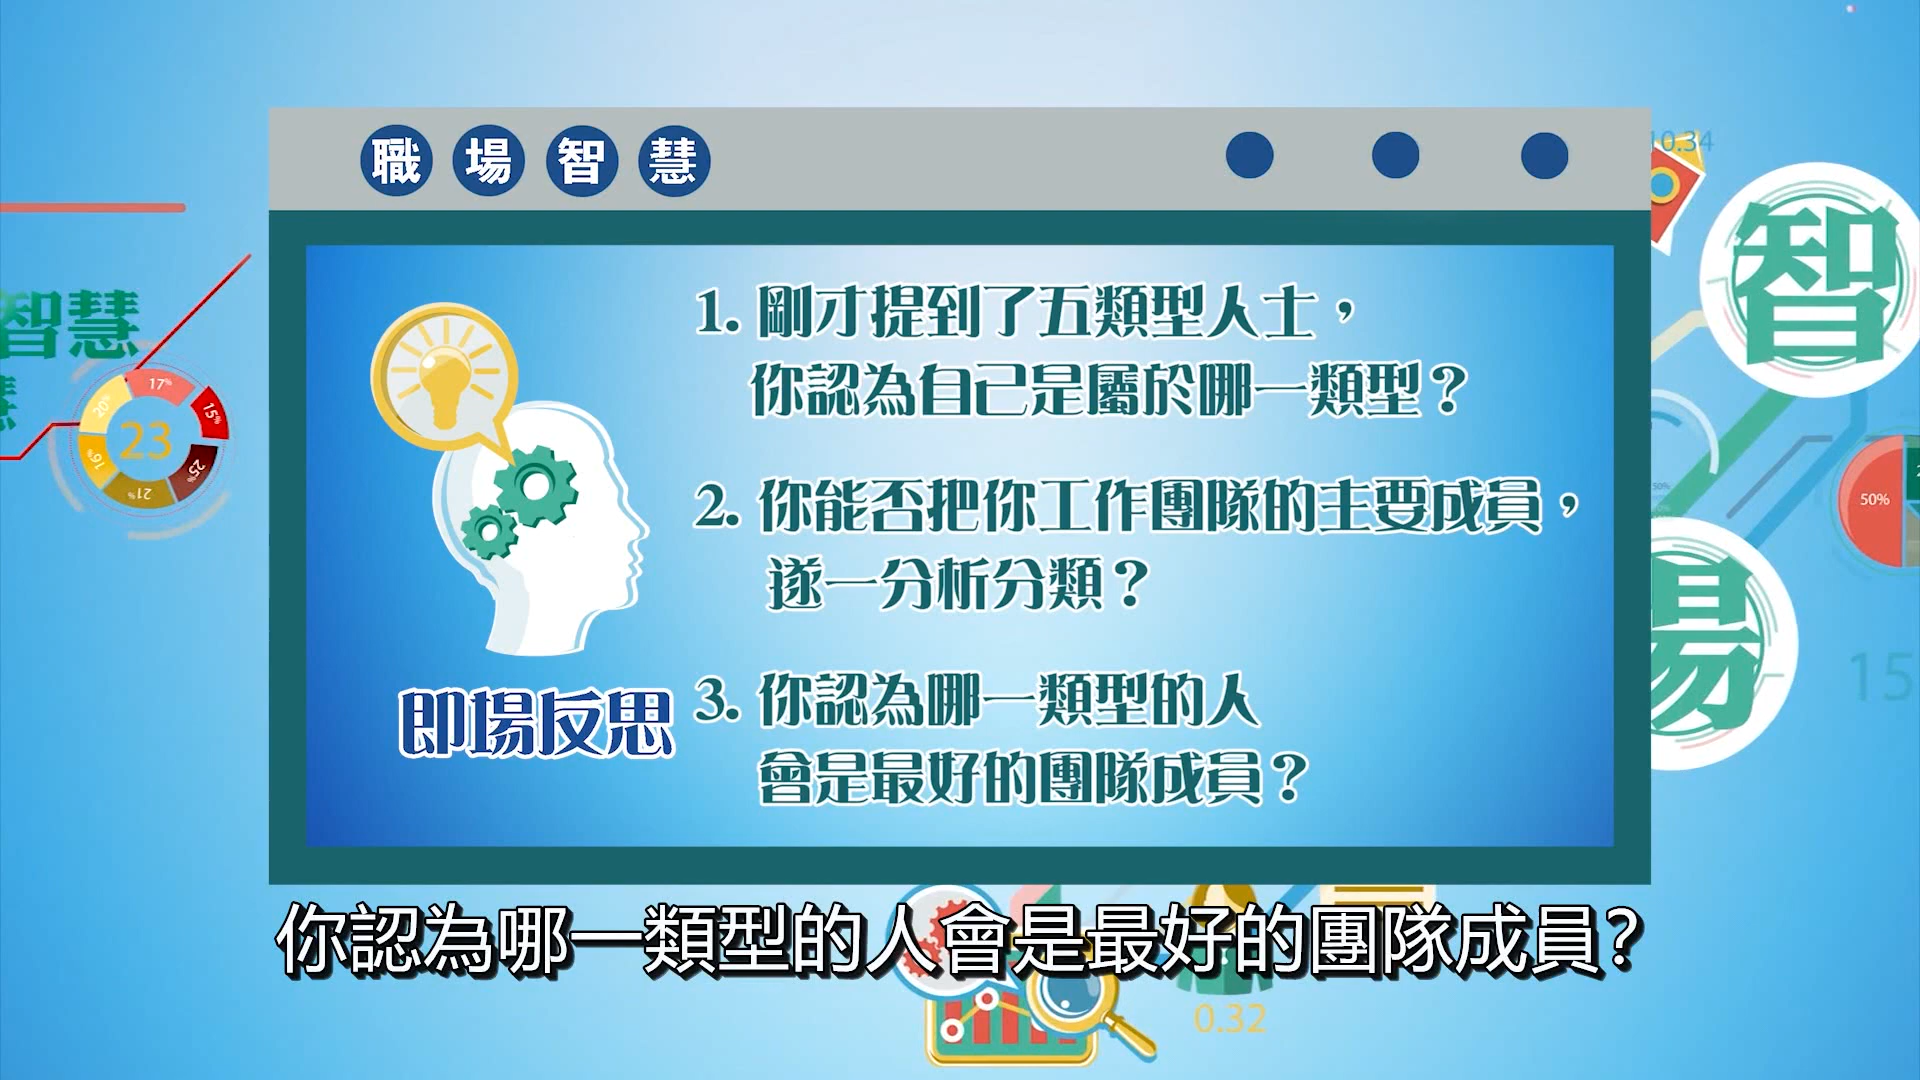 職場智慧
10.34
智慧
慧
智
17%
15%
20%
23
16%
25%
21%
1. 剛才提到了五類型人士，
你認為自己是屬於哪一類型？
2. 你能否把你工作團隊的主要成員，
逐一分析分類？
3. 你認為哪一類型的人
會是最好的團隊成員？
即場反思
50%
50%
場
15
你認為哪一類型的人會是最好的團隊成員?
0.32